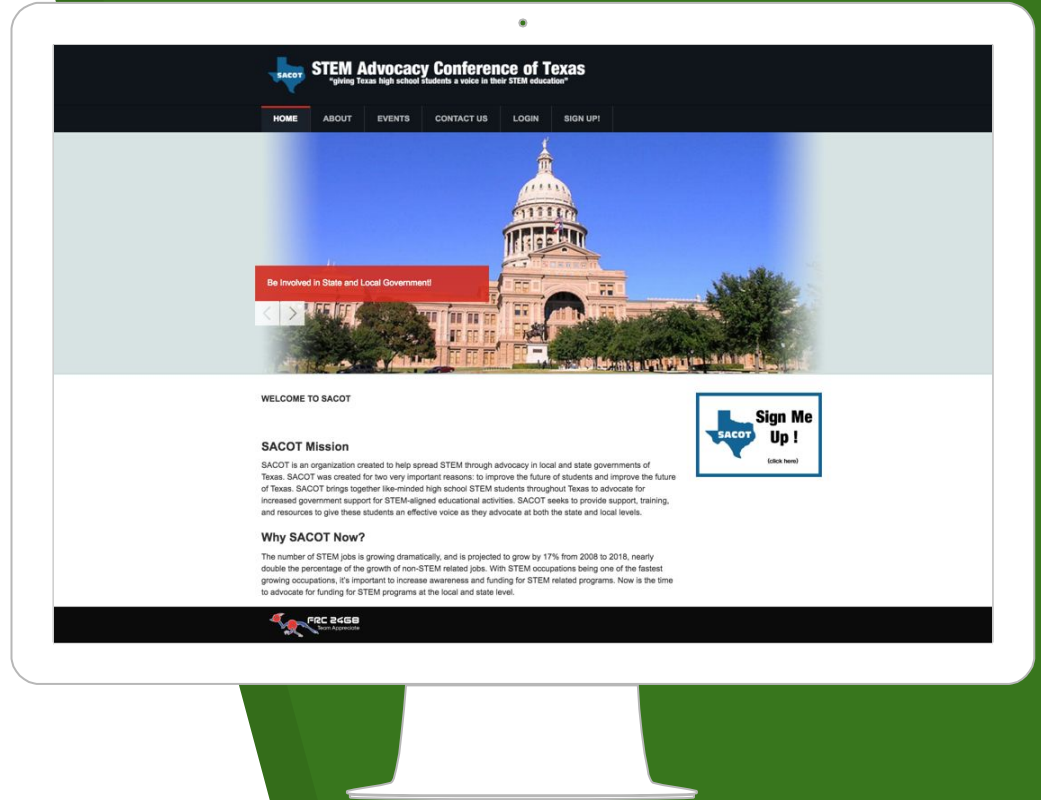 SACOT
STEM Advocacy Conference of Texas
"giving Texas high school students a voice in their STEM education"
HOME ABOUT EVENTS CONTACT US LOGIN SIGN UP!
Be Involved in State and Local Government!
WELCOME TO SACOT
SACOT
Sign Me
Up !
(click here)
SACOT Mission
SACOT is an organization created to help spread STEM through advocacy in local and state governments of
Texas. SACOT was created for two very important reasons: to improve the future of students and improve the future
of Texas. SACOT brings together like-minded high school STEM students throughout Texas to advocate for
increased government support for STEM-aligned educational activities. SACOT seeks to provide support, training,
and resources to give these students an effective voice as they advocate at both the state and local levels.
Why SACOT Now?
The number of STEM jobs is growing dramatically, and is projected to grow by 17% from 2008 to 2018, nearly
double the percentage of the growth of non-STEM related jobs. With STEM occupations being one of the fastest
growing occupations, it's important to increase awareness and funding for STEM related programs. Now is the time
to advocate for funding for STEM programs at the local and state level.
FRC 2468
Team Appreciate